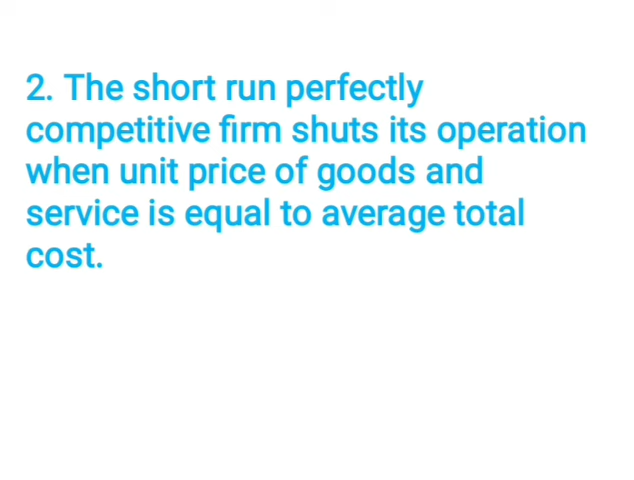 2. The short run perfectly
competitive firm shuts its operation
when unit price of goods and
service is equal to average total
cost.